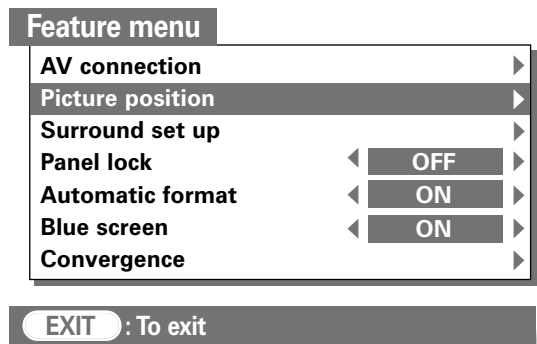 Feature menu
AV connection
Picture position
Surround set up
Panel lock OFF
Automatic format ON
Blue screen ON
Convergence
EXIT : To exit